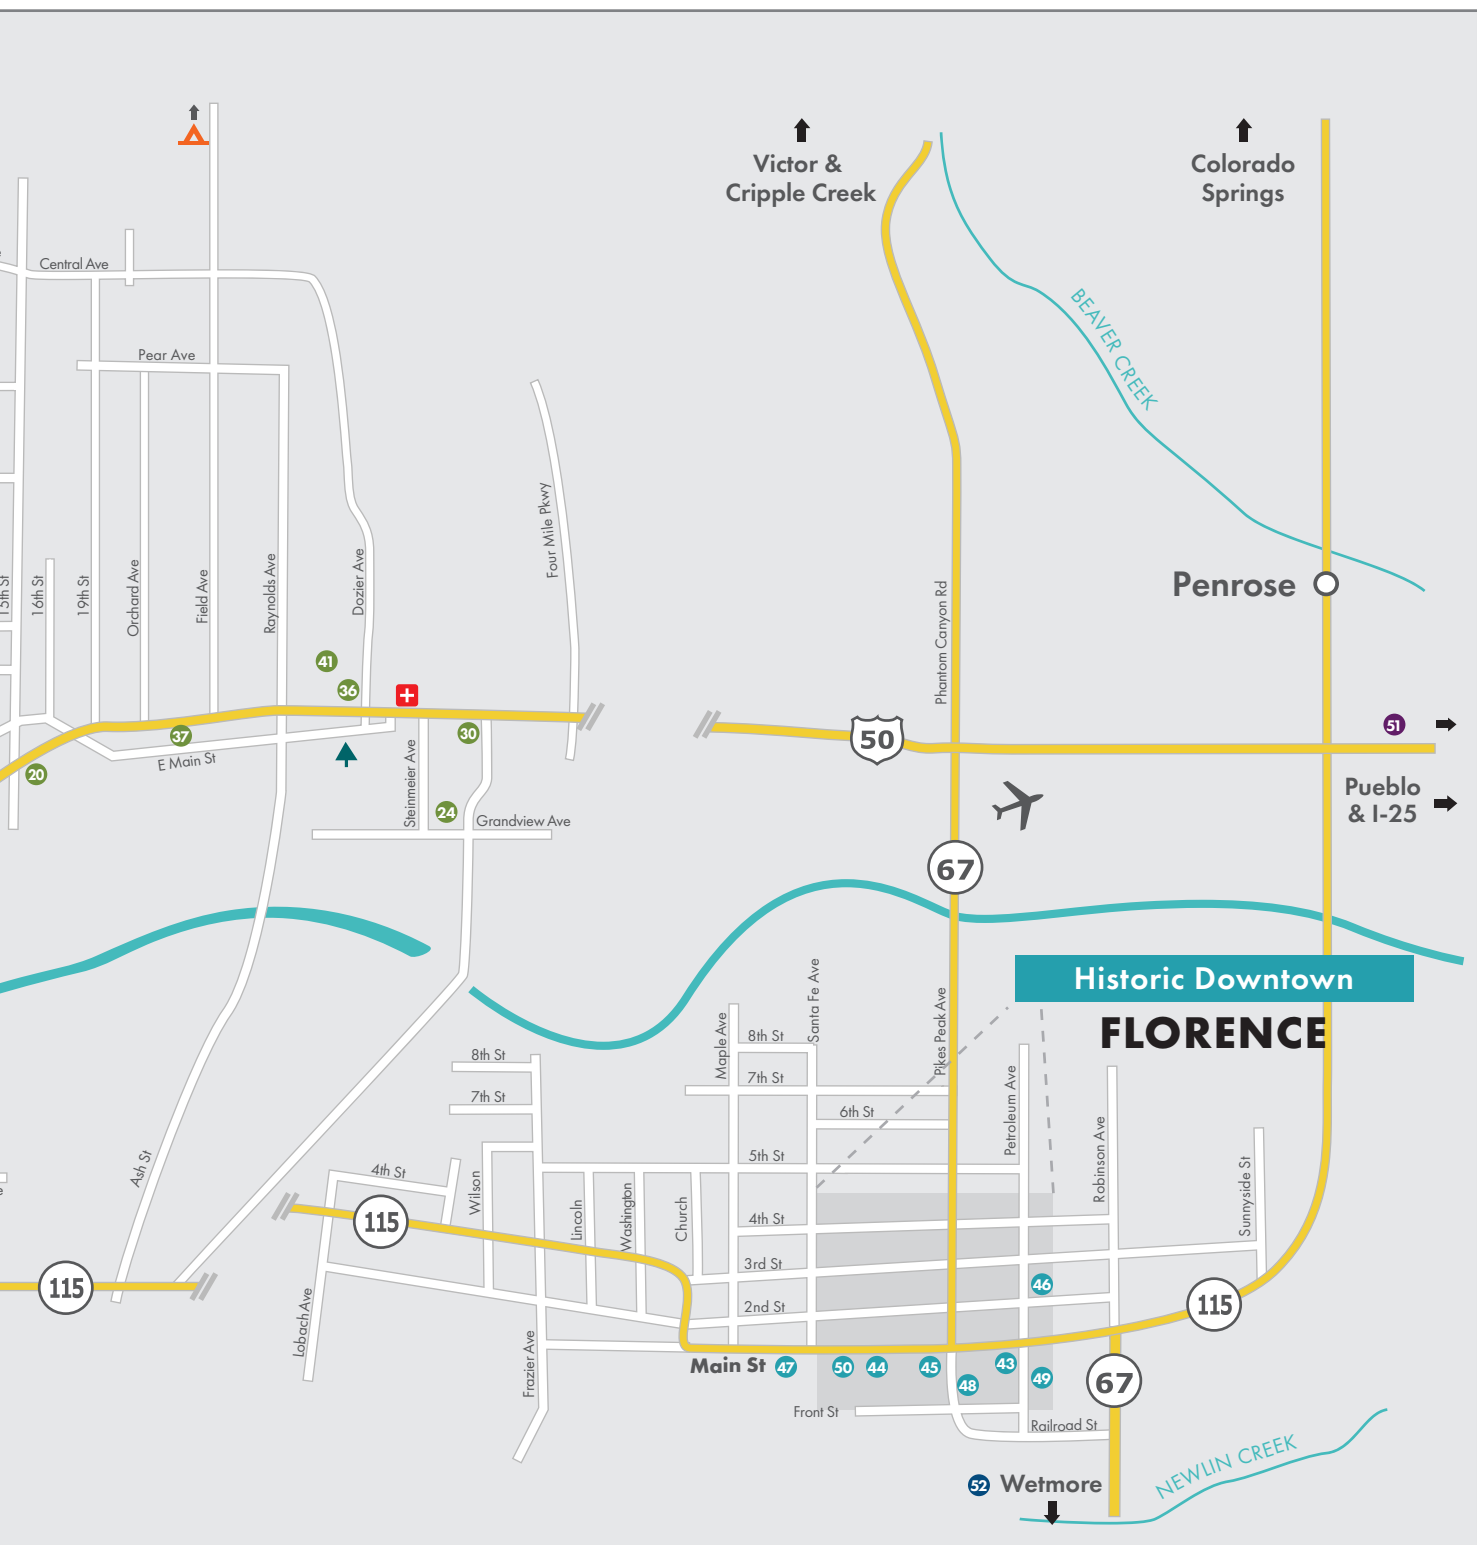 Victor &
Cripple Creek
Colorado
Springs
Central Ave
BEAVER CREEK
Pear Ave
Four Mile Pkwy
15th St
16th St
19th St
Orchard Ave
Field Ave
Raynolds Ave
Dozier Ave
Phantom Canyon Rd
Penrose
41
36
37
30
20
E Main St
Steinmeier Ave
24
Grandview Ave
50
51
Pueblo
& I-25
67
Historic Downtown
FLORENCE
Maple Ave
Santa Fe Ave
Pikes Peak Ave
Petroleum Ave
Robinson Ave
Sunnyside St
8th St
7th St
8th St
7th St
6th St
5th St
4th St
3rd St
2nd St
Ash St
4th St
Wilson
Lincoln
Washington
Church
115
115
115
Lobach Ave
Frazier Ave
46
Main St
47
50
44
45
48
43
49
67
Front St
Railroad St
52
Wetmore
NEWLIN CREEK